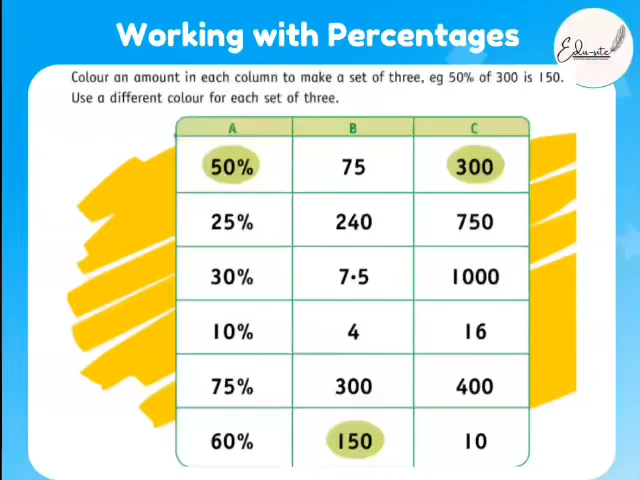 Working with Percentages
Edu-site
Colour an amount in each column to make a set of three, eg 50% of 300 is 150.
Use a different colour for each set of three.
A B C
50% 75 300
25% 240 750
30% 7·5 1000
10% 4 16
75% 300 400
60% 150 10